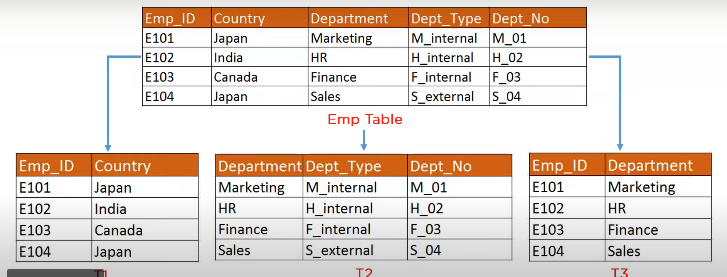 Emp_ID Country Department Dept_Type Dept_No
E101 Japan Marketing M_internal M_01
E102 India HR H_internal H_02
E103 Canada Finance F_internal F_03
E104 Japan Sales S_external S_04
Emp Table
Emp_ID Country
E101 Japan
E102 India
E103 Canada
E104 Japan
T1
Department Dept_Type Dept_No
Marketing M_internal M_01
HR H_internal H_02
Finance F_internal F_03
Sales S_external S_04
T2
Emp_ID Department
E101 Marketing
E102 HR
E103 Finance
E104 Sales
T3